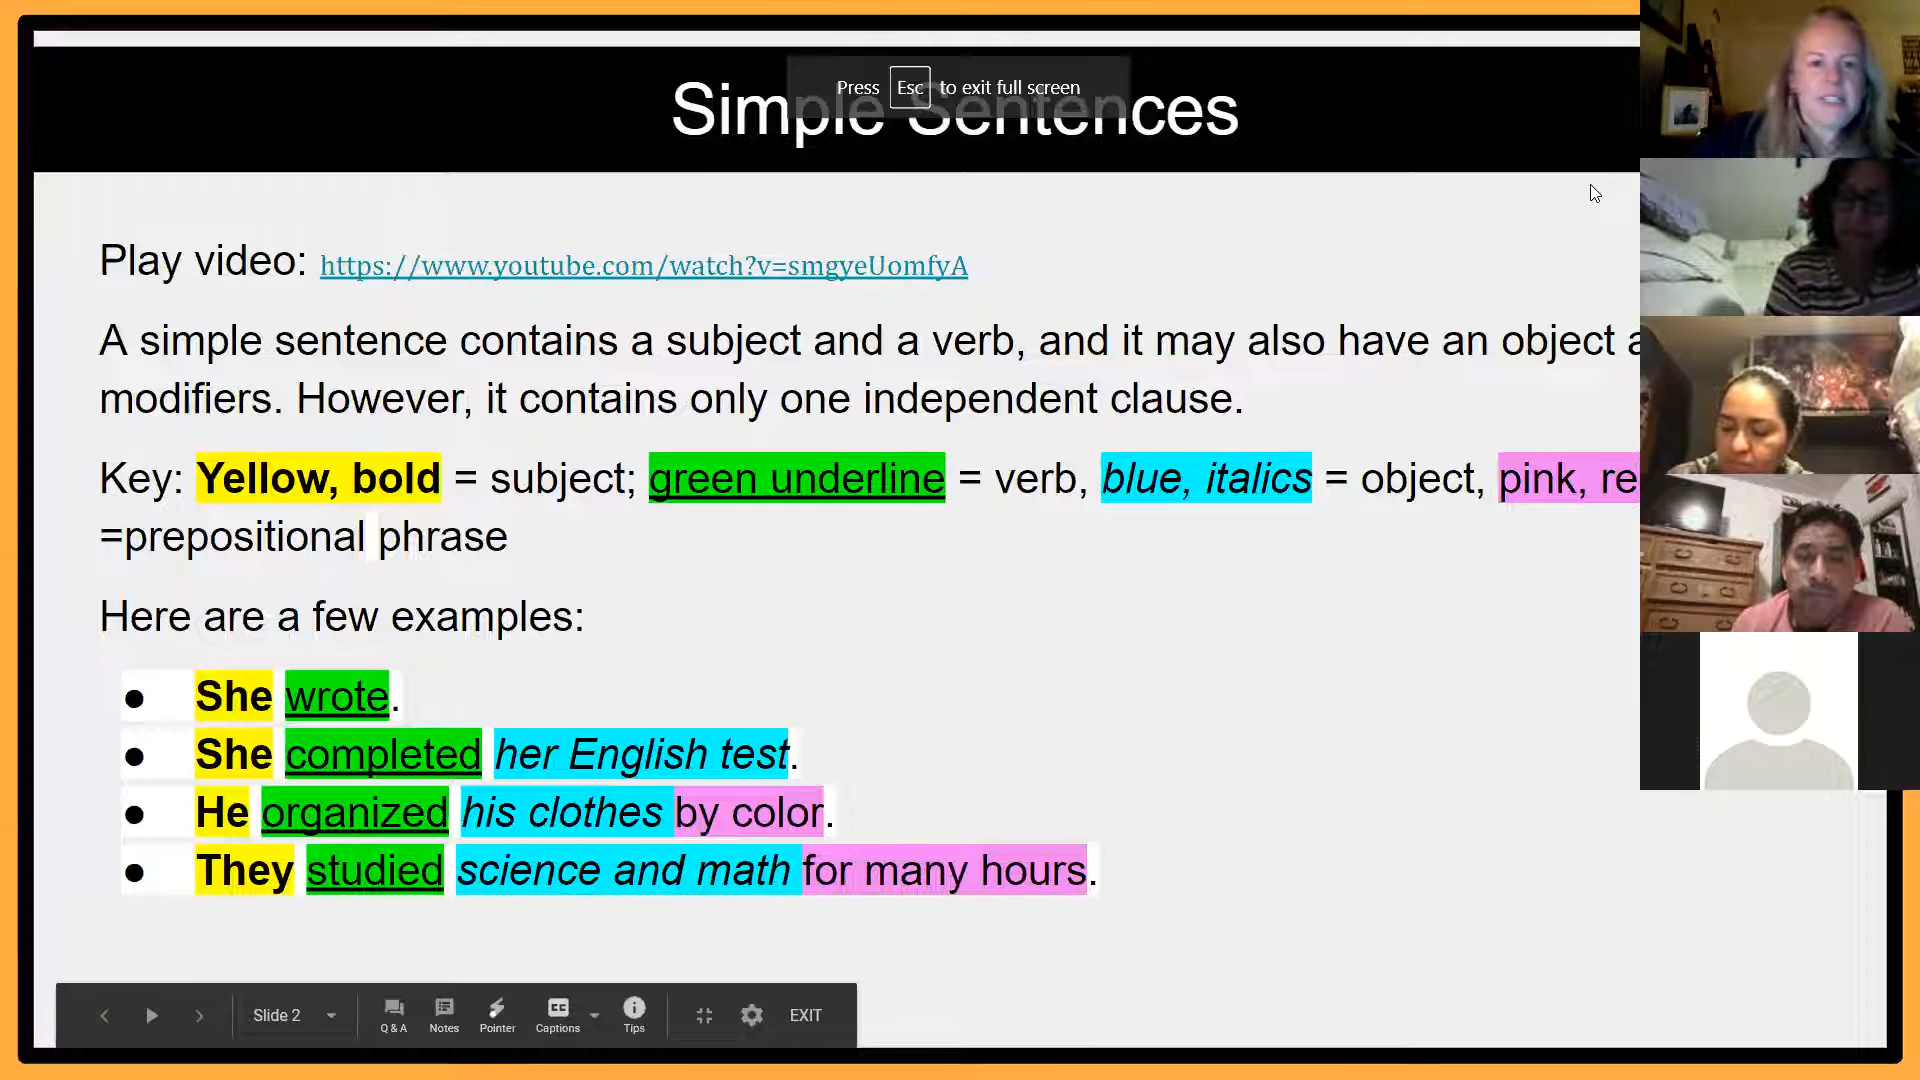 Simple Sentences
Press Esc to exit full screen
Play video: https://www.youtube.com/watch?v=smgyeUomfyA
A simple sentence contains a subject and a verb, and it may also have an object
modifiers. However, it contains only one independent clause.
Key: Yellow, bold = subject; green underline = verb, blue, italics = object, pink,
=prepositional phrase
Here are a few examples:
● She wrote.
● She completed her English test.
● He organized his clothes by color.
● They studied science and math for many hours.
Slide 2
Q & A
Notes
Pointer
Captions
Tips
EXIT